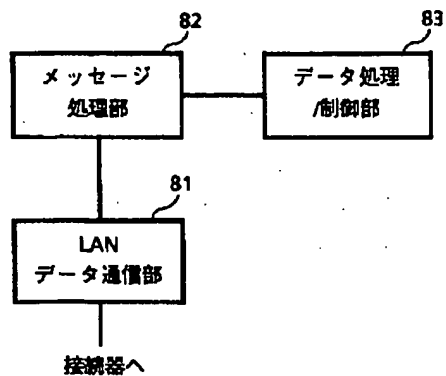 82
メッセージ
処理部
83
データ処理
/制御部
81
LAN
データ通信部
接続器へ